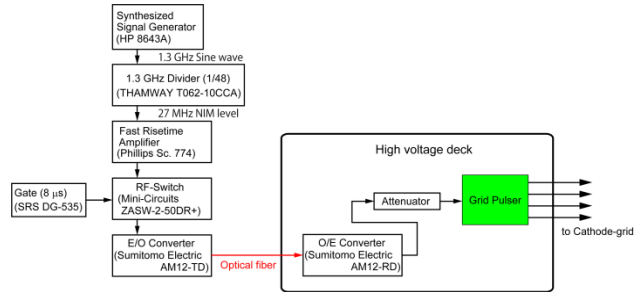 Synthesized
Signal Generator
(HP 8643A)
1.3 GHz Sine wave
1.3 GHz Divider (1/48)
(THAMWAY T062-10CCA)
27 MHz NIM level
Fast Risetime
Amplifier
(Phillips Sc. 774)
Gate (8 μs)
(SRS DG-535)
RF-Switch
(Mini-Circuits
ZASW-2-50DR+)
E/O Converter
(Sumitomo Electric
AM12-TD)
Optical fiber
High voltage deck
O/E Converter
(Sumitomo Electric
AM12-RD)
Attenuator
Grid Pulser
to Cathode-grid